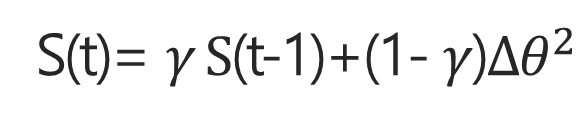 S(t)= γ S(t-1)+(1- γ)Δθ²